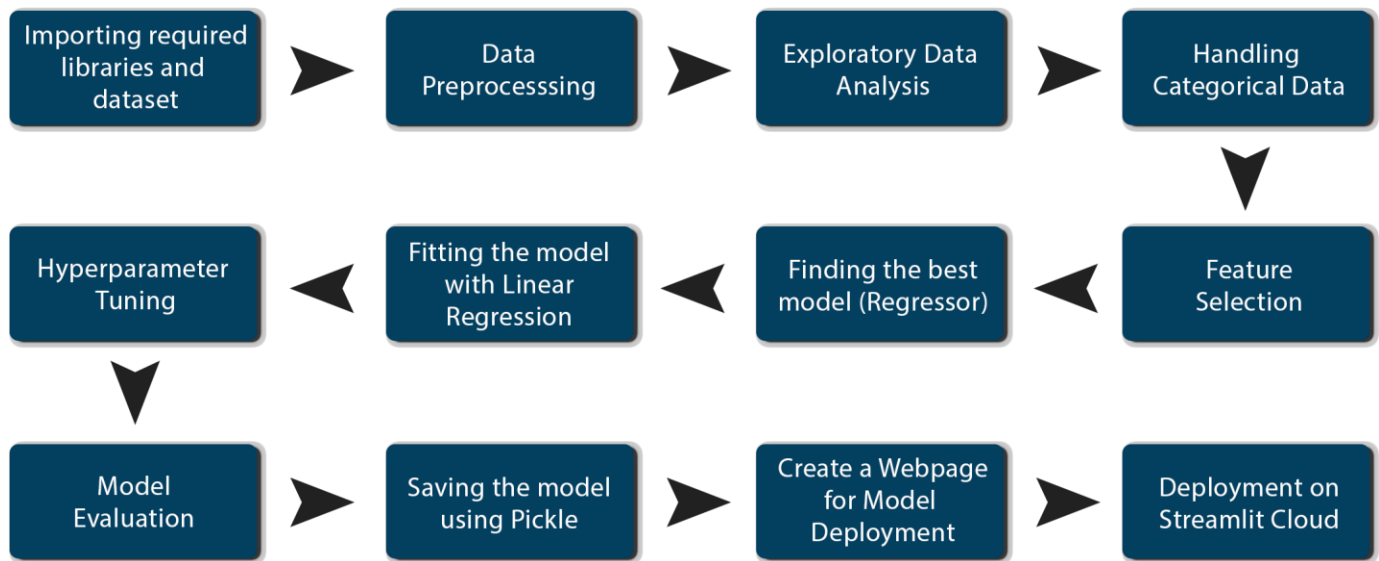 Importing required
libraries and
dataset
Data
Preprocesssing
Exploratory Data
Analysis
Handling
Categorical Data
Feature
Selection
Finding the best
model (Regressor)
Fitting the model
with Linear
Regression
Hyperparameter
Tuning
Model
Evaluation
Saving the model
using Pickle
Create a Webpage
for Model
Deployment
Deployment on
Streamlit Cloud